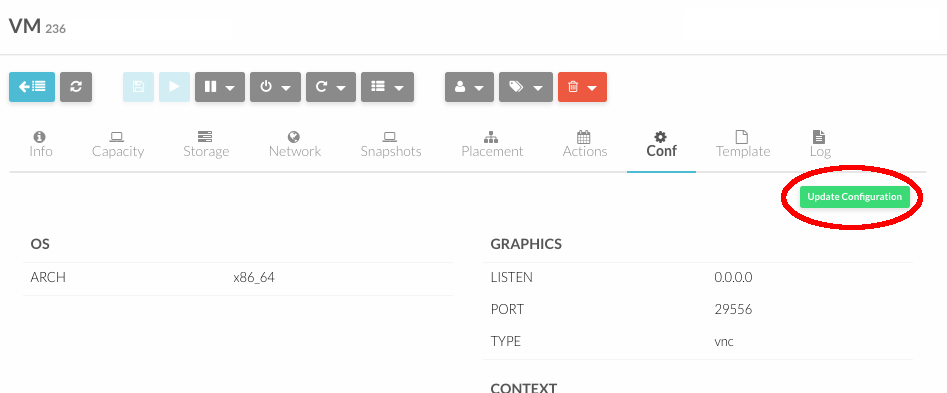 VM 236
Info Capacity Storage Network Snapshots Placement Actions Conf Template Log
Update Configuration
OS
ARCH x86_64
GRAPHICS
LISTEN 0.0.0.0
PORT 29556
TYPE vnc
CONTEXT